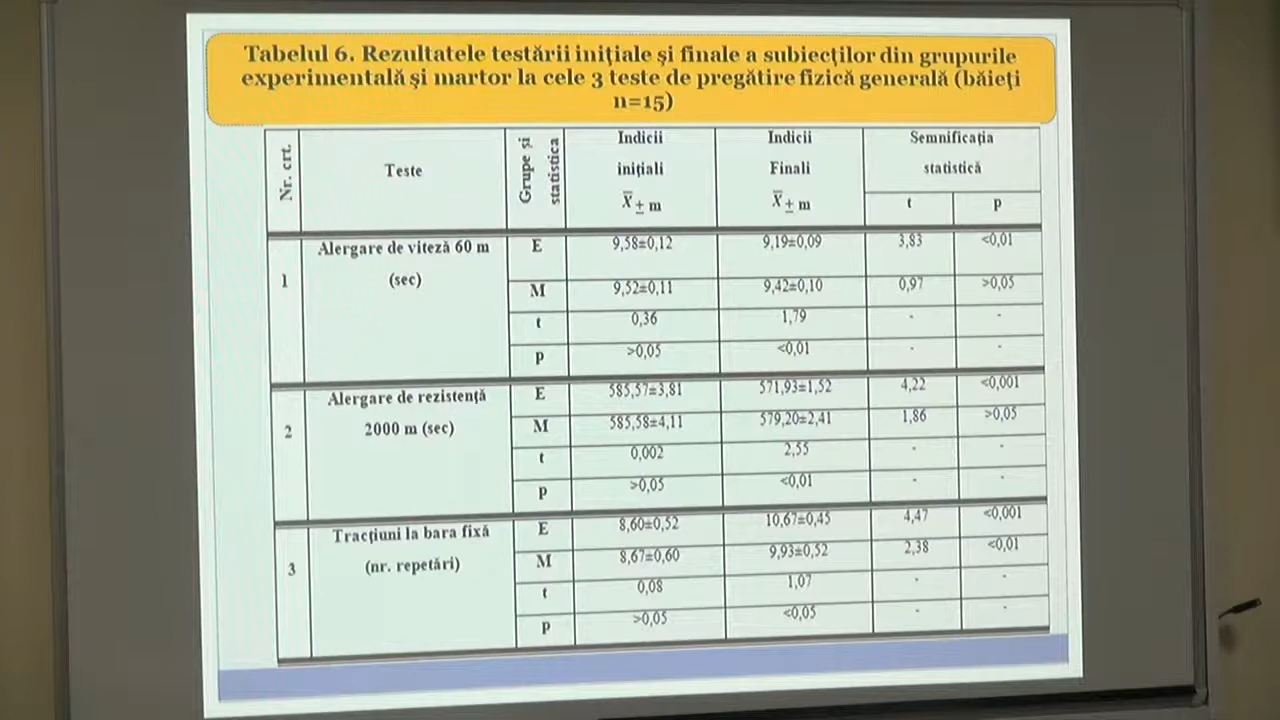 Tabelul 6. Rezultatele testării iniţiale şi finale a subiecţilor din grupurile
experimentală şi martor la cele 3 teste de pregătire fizică generală (băieţi
n=15)
Nr. crt. Teste Grupe şi statistica Indicii iniţiali X̅ ± m Indicii Finali X̅ ± m Semnificaţia statistică
t p
1 Alergare de viteză 60 m (sec) E 9,58±0,12 9,19±0,09 3,83 <0,01
M 9,52±0,11 9,42±0,10 0,97 >0,05
t 0,36 1,79 - -
p >0,05 <0,01 - -
2 Alergare de rezistenţă 2000 m (sec) E 585,57±3,81 571,93±1,52 4,22 <0,001
M 585,58±4,11 579,20±2,41 1,86 >0,05
t 0,002 2,55 - -
p >0,05 <0,01 - -
3 Tracţiuni la bara fixă (nr. repetări) E 8,60±0,52 10,67±0,45 4,47 <0,001
M 8,67±0,60 9,93±0,52 2,38 <0,01
t 0,08 1,07 - -
p >0,05 <0,05 - -